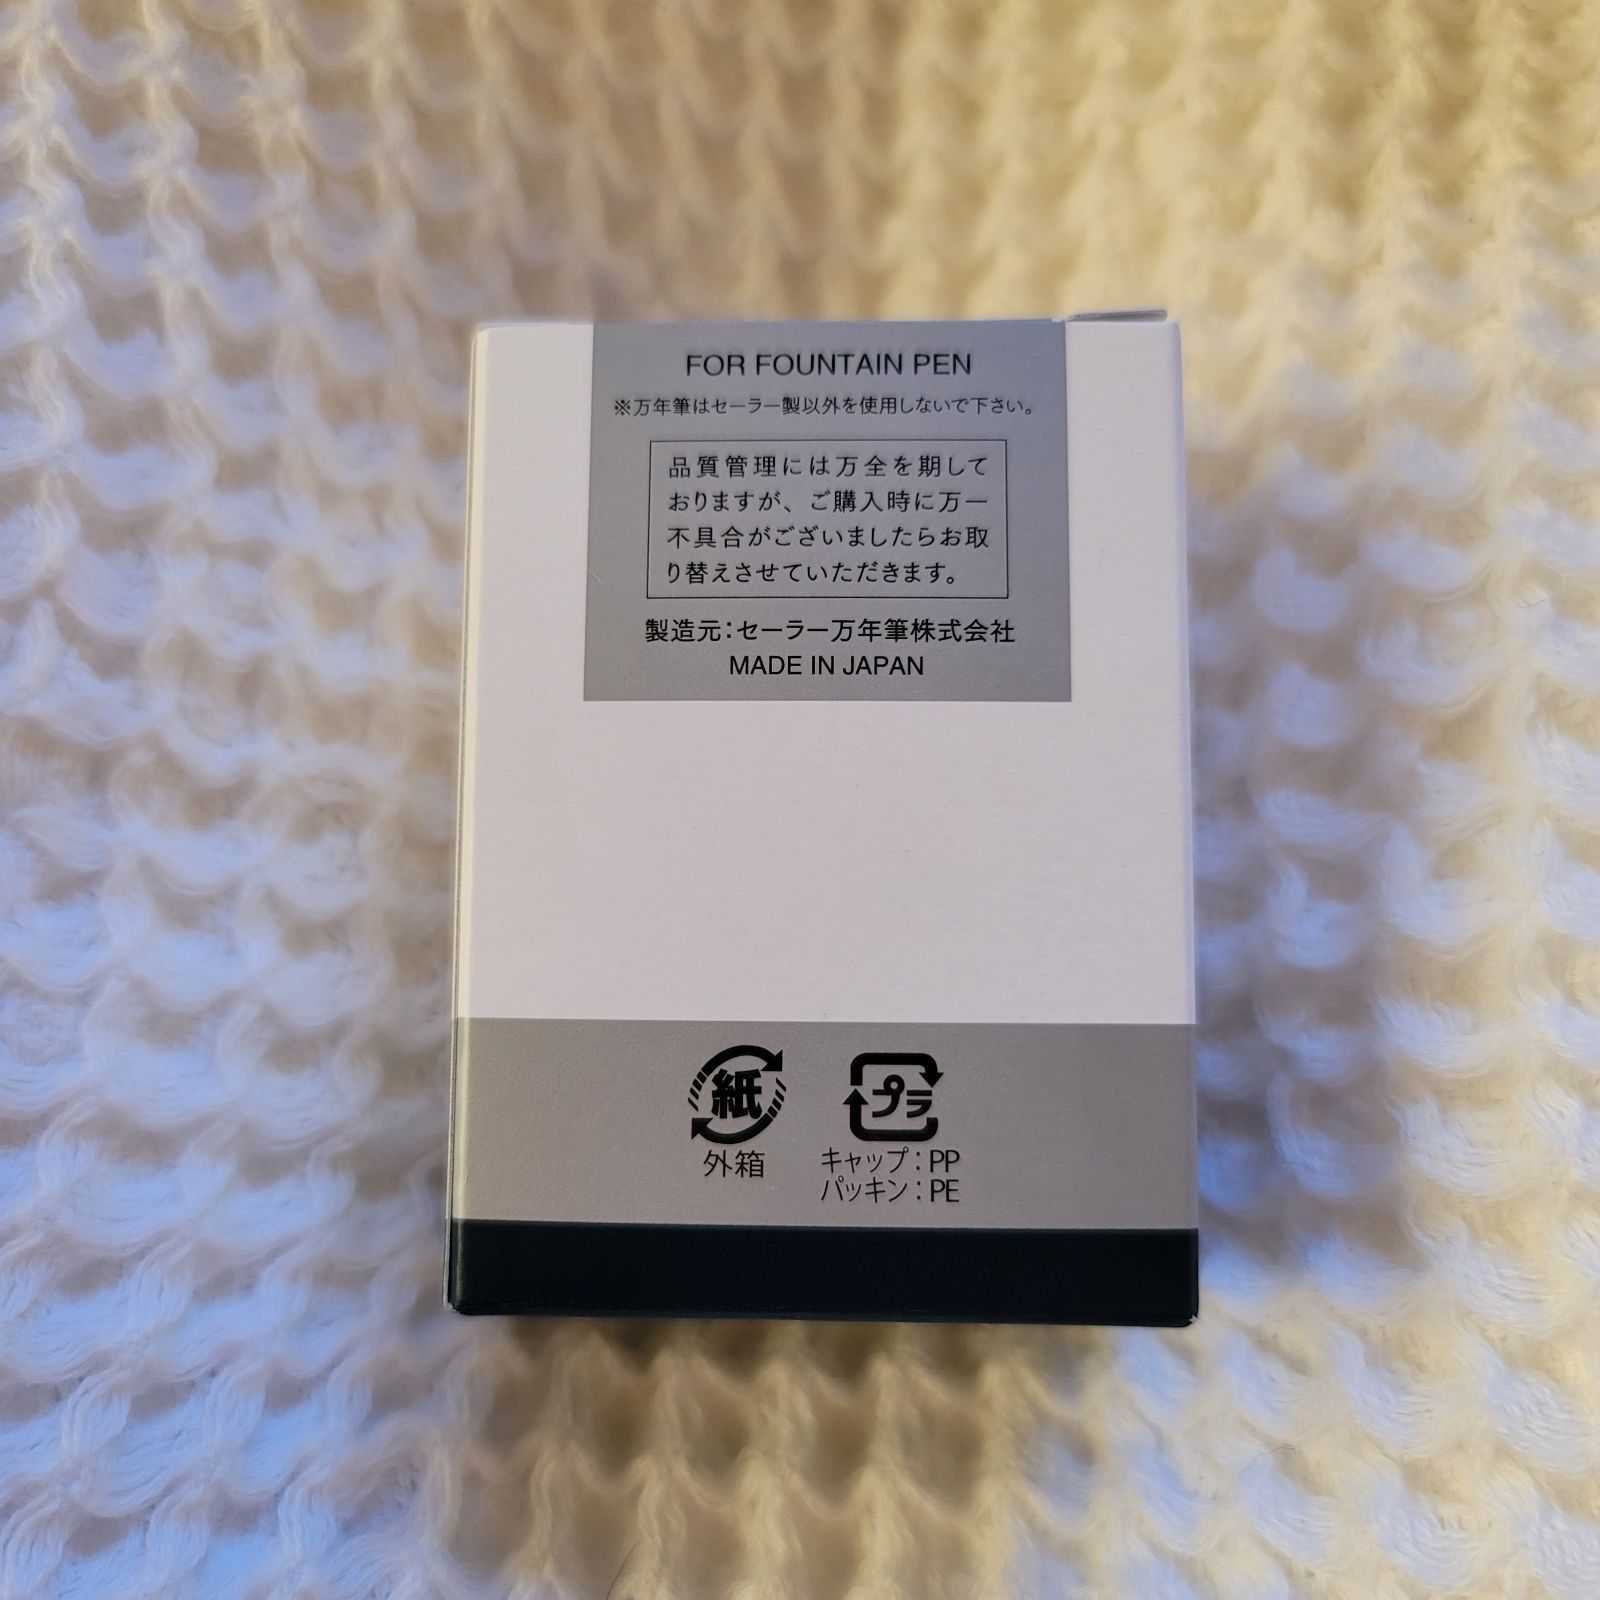 FOR FOUNTAIN PEN
※万年筆はセーラー製以外を使用しないで下さい。
品質管理には万全を期して
おりますが、ご購入時に万一
不具合がございましたらお取
り替えさせていただきます。
製造元：セーラー万年筆株式会社
MADE IN JAPAN
紙
プラ
外箱
キャップ：PP
パッキン：PE